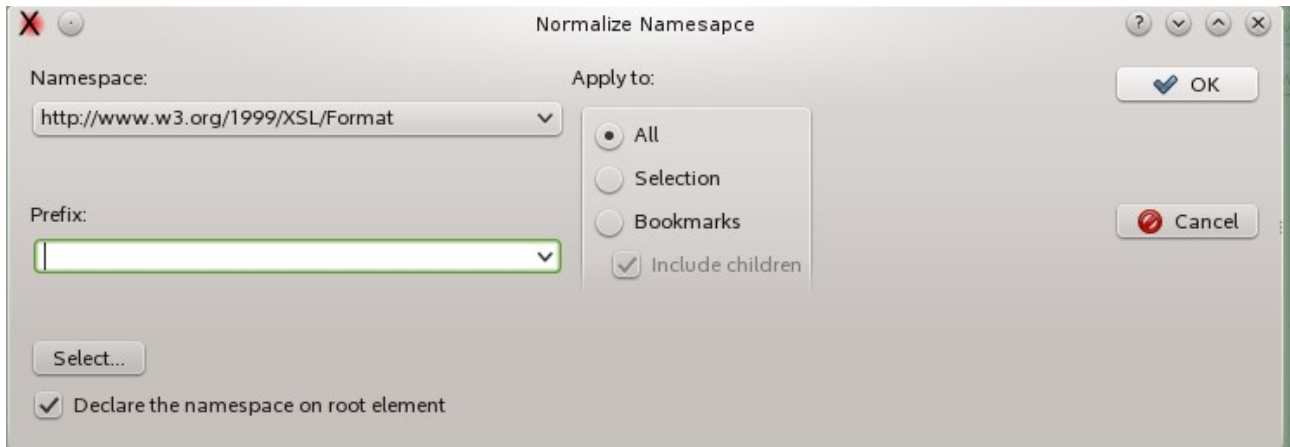 Normalize Namesapce
Namespace:
http://www.w3.org/1999/XSL/Format
Prefix:
Select...
Declare the namespace on root element
Apply to:
All
Selection
Bookmarks
Include children
OK
Cancel